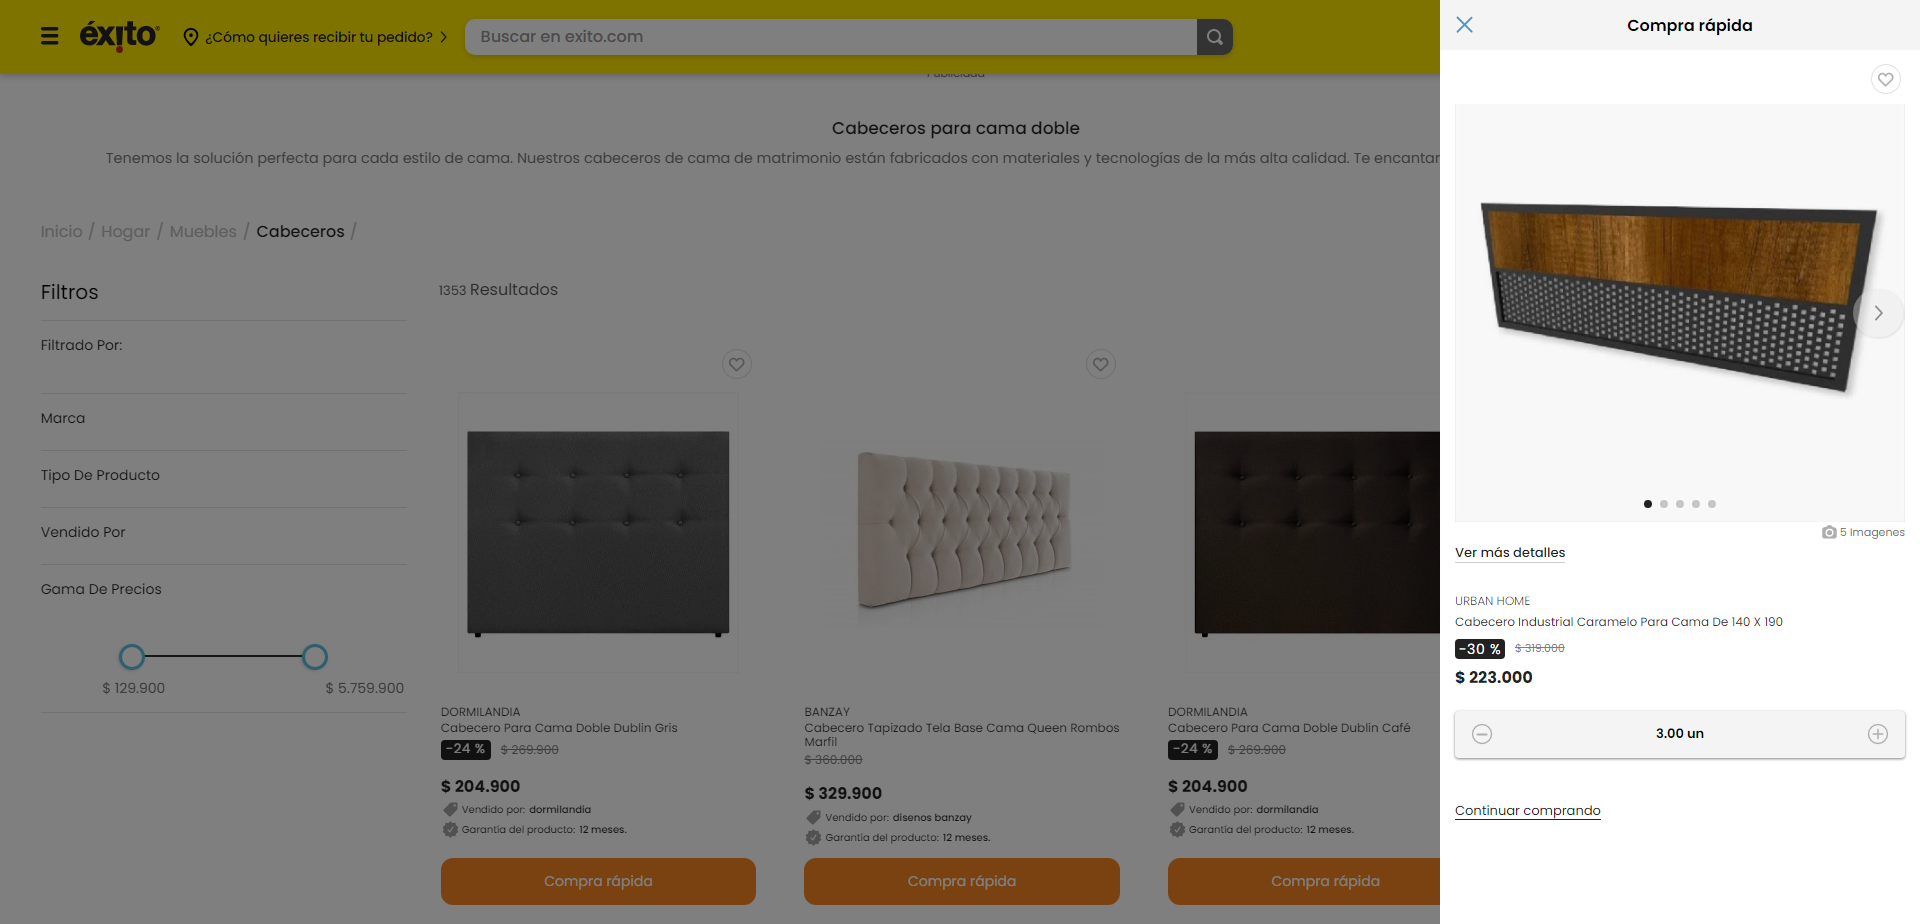 éxito
¿Cómo quieres recibir tu pedido?
Buscar en exito.com
Publicidad
Cabeceros para cama doble
Tenemos la solución perfecta para cada estilo de cama. Nuestros cabeceros de cama de matrimonio están fabricados con materiales y tecnologías de la más alta calidad. Te encantar
Inicio / Hogar / Muebles / Cabeceros /
Filtros
Filtrado Por:
Marca
Tipo De Producto
Vendido Por
Gama De Precios
$ 129.900
$ 5.759.900
1353 Resultados
DORMILANDIA
Cabecero Para Cama Doble Dublin Gris
-24 % $ 269.900
$ 204.900
Vendido por: dormilandia
Garantía del producto: 12 meses.
Compra rápida
BANZAY
Cabecero Tapizado Tela Base Cama Queen Rombos
Marfil
$ 360.000
$ 329.900
Vendido por: disenos banzay
Garantía del producto: 12 meses.
Compra rápida
DORMILANDIA
Cabecero Para Cama Doble Dublin Café
-24 % $ 269.900
$ 204.900
Vendido por: dormilandia
Garantía del producto: 12 meses.
Compra rápida
Compra rápida
5 Imagenes
Ver más detalles
URBAN HOME
Cabecero Industrial Caramelo Para Cama De 140 X 190
-30 % $ 319.000
$ 223.000
3.00 un
Continuar comprando